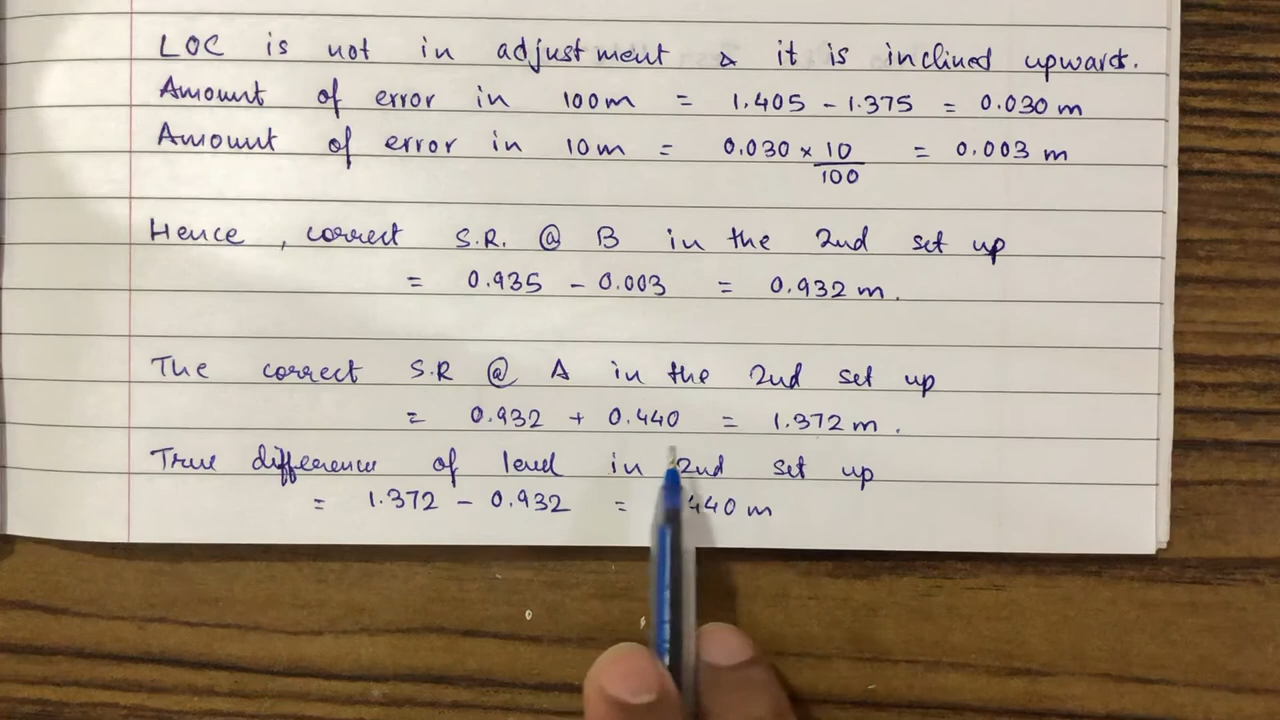 LOC is not in adjustment & it is inclined upward.
Amount of error in 100m = 1.405 - 1.375 = 0.030 m
Amount of error in 10m = 0.030 × 10/100 = 0.003 m
Hence, correct S.R. @ B in the 2nd set up
= 0.935 - 0.003 = 0.932 m.
The correct S.R @ A in the 2nd set up
= 0.932 + 0.440 = 1.372 m.
True difference of level in 2nd set up
= 1.372 - 0.932 = 440 m